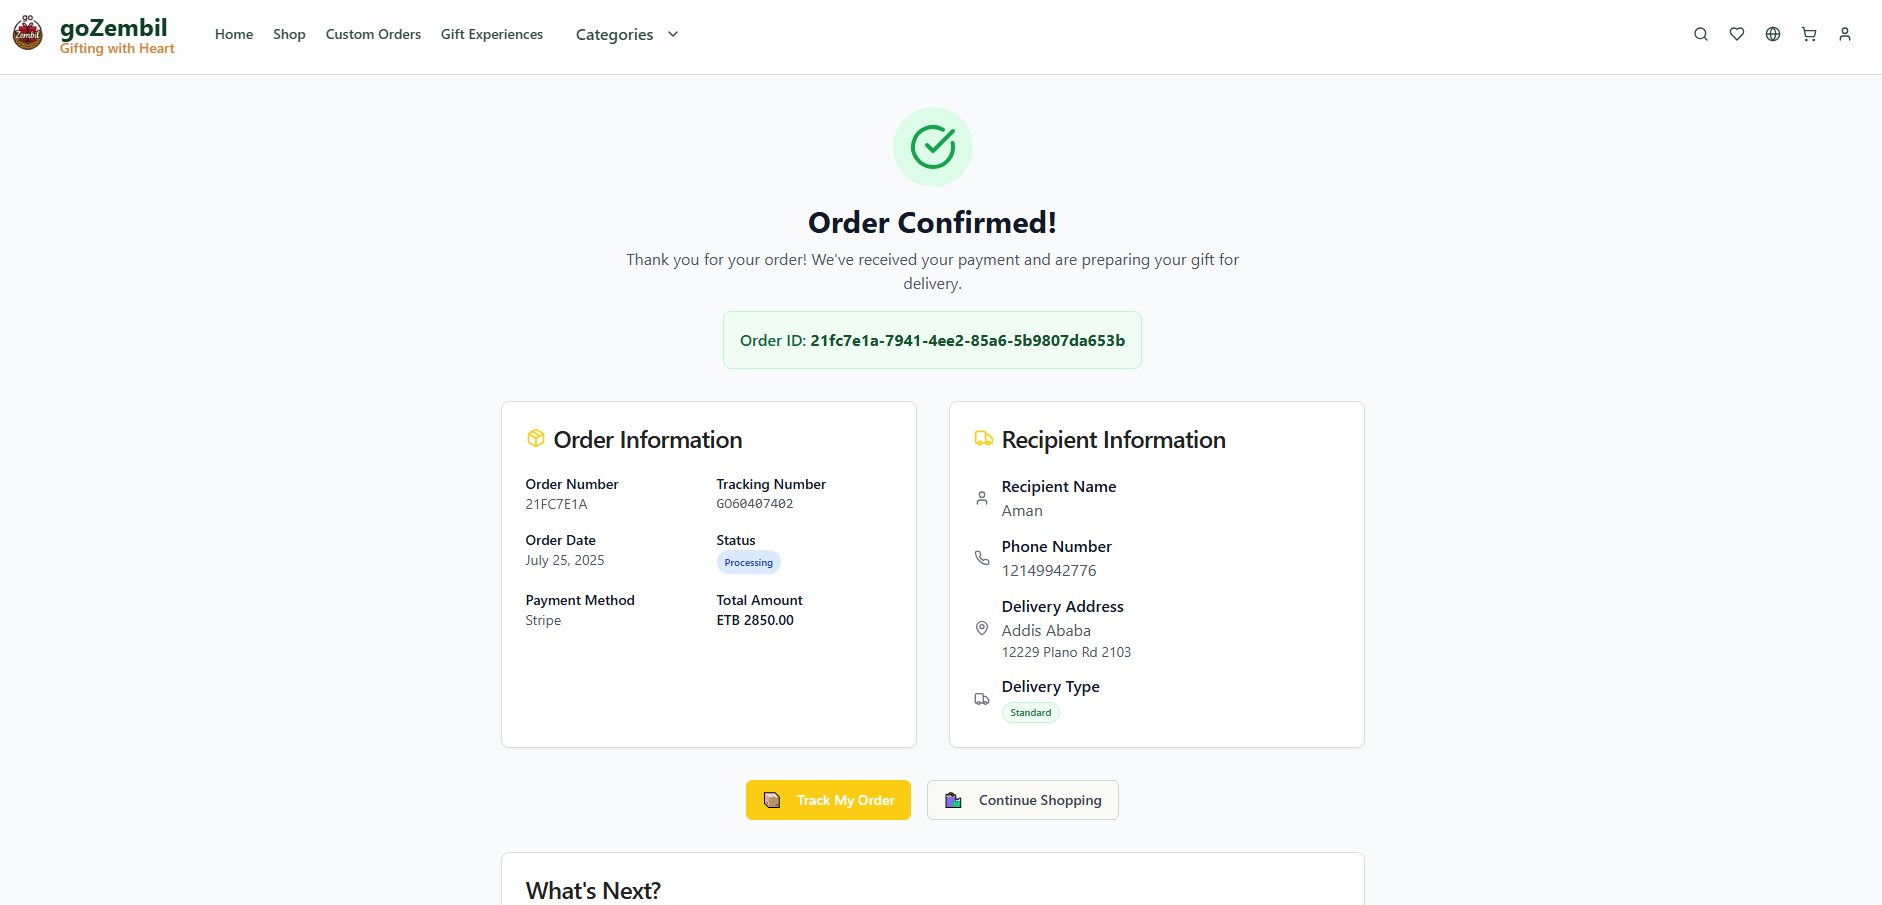 Zembil
goZembil
Gifting with Heart
Home
Shop
Custom Orders
Gift Experiences
Categories
Order Confirmed!
Thank you for your order! We've received your payment and are preparing your gift for
delivery.
Order ID: 21fc7e1a-7941-4ee2-85a6-5b9807da653b
Order Information
Order Number
21FC7E1A
Tracking Number
GO60407402
Order Date
July 25, 2025
Status
Processing
Payment Method
Stripe
Total Amount
ETB 2850.00
Recipient Information
Recipient Name
Aman
Phone Number
12149942776
Delivery Address
Addis Ababa
12229 Plano Rd 2103
Delivery Type
Standard
Track My Order
Continue Shopping
What's Next?